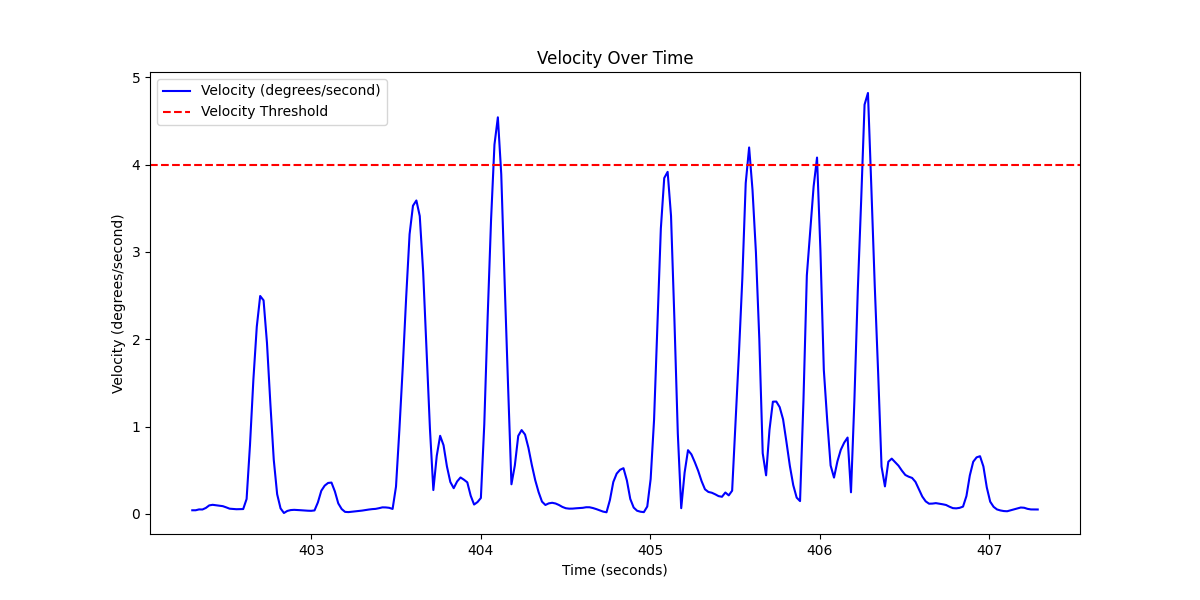 Velocity Over Time
Velocity (degrees/second)
Velocity Threshold
5
4
3
2
1
0
Velocity (degrees/second)
403 404 405 406 407
Time (seconds)